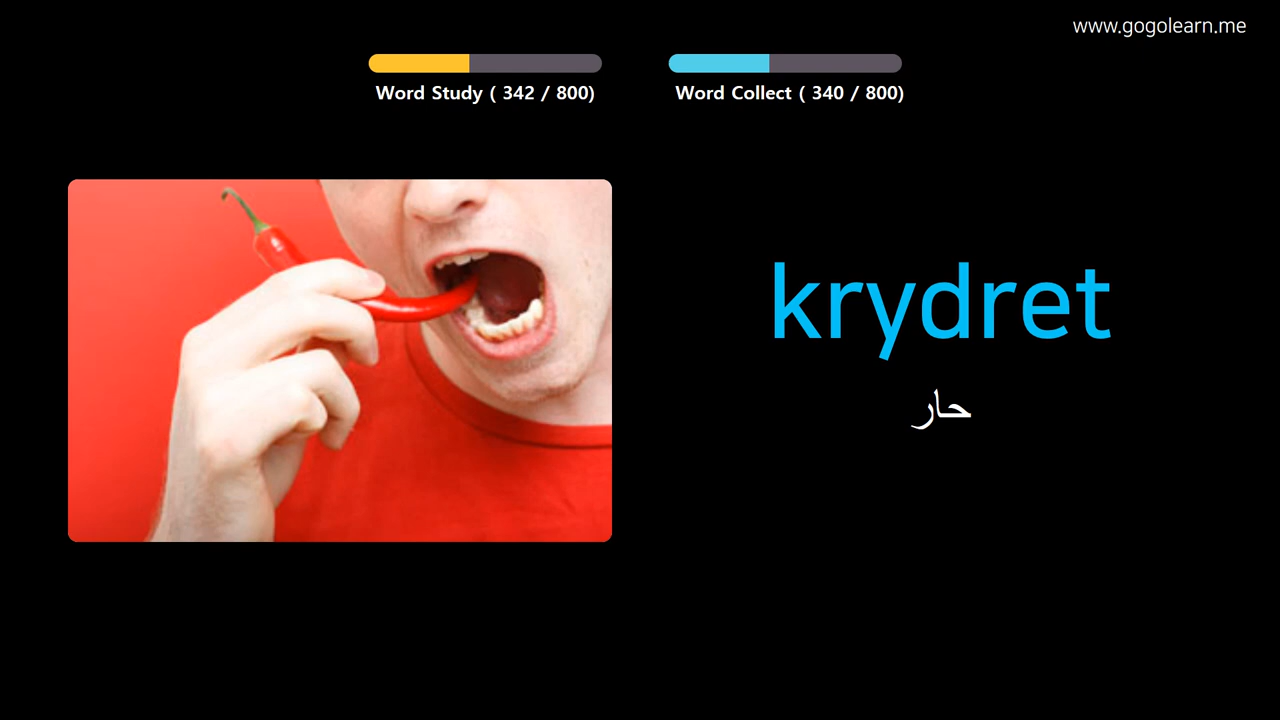 www.gogolearn.me
Word Study ( 342 / 800)
Word Collect ( 340 / 800)
krydret
حار